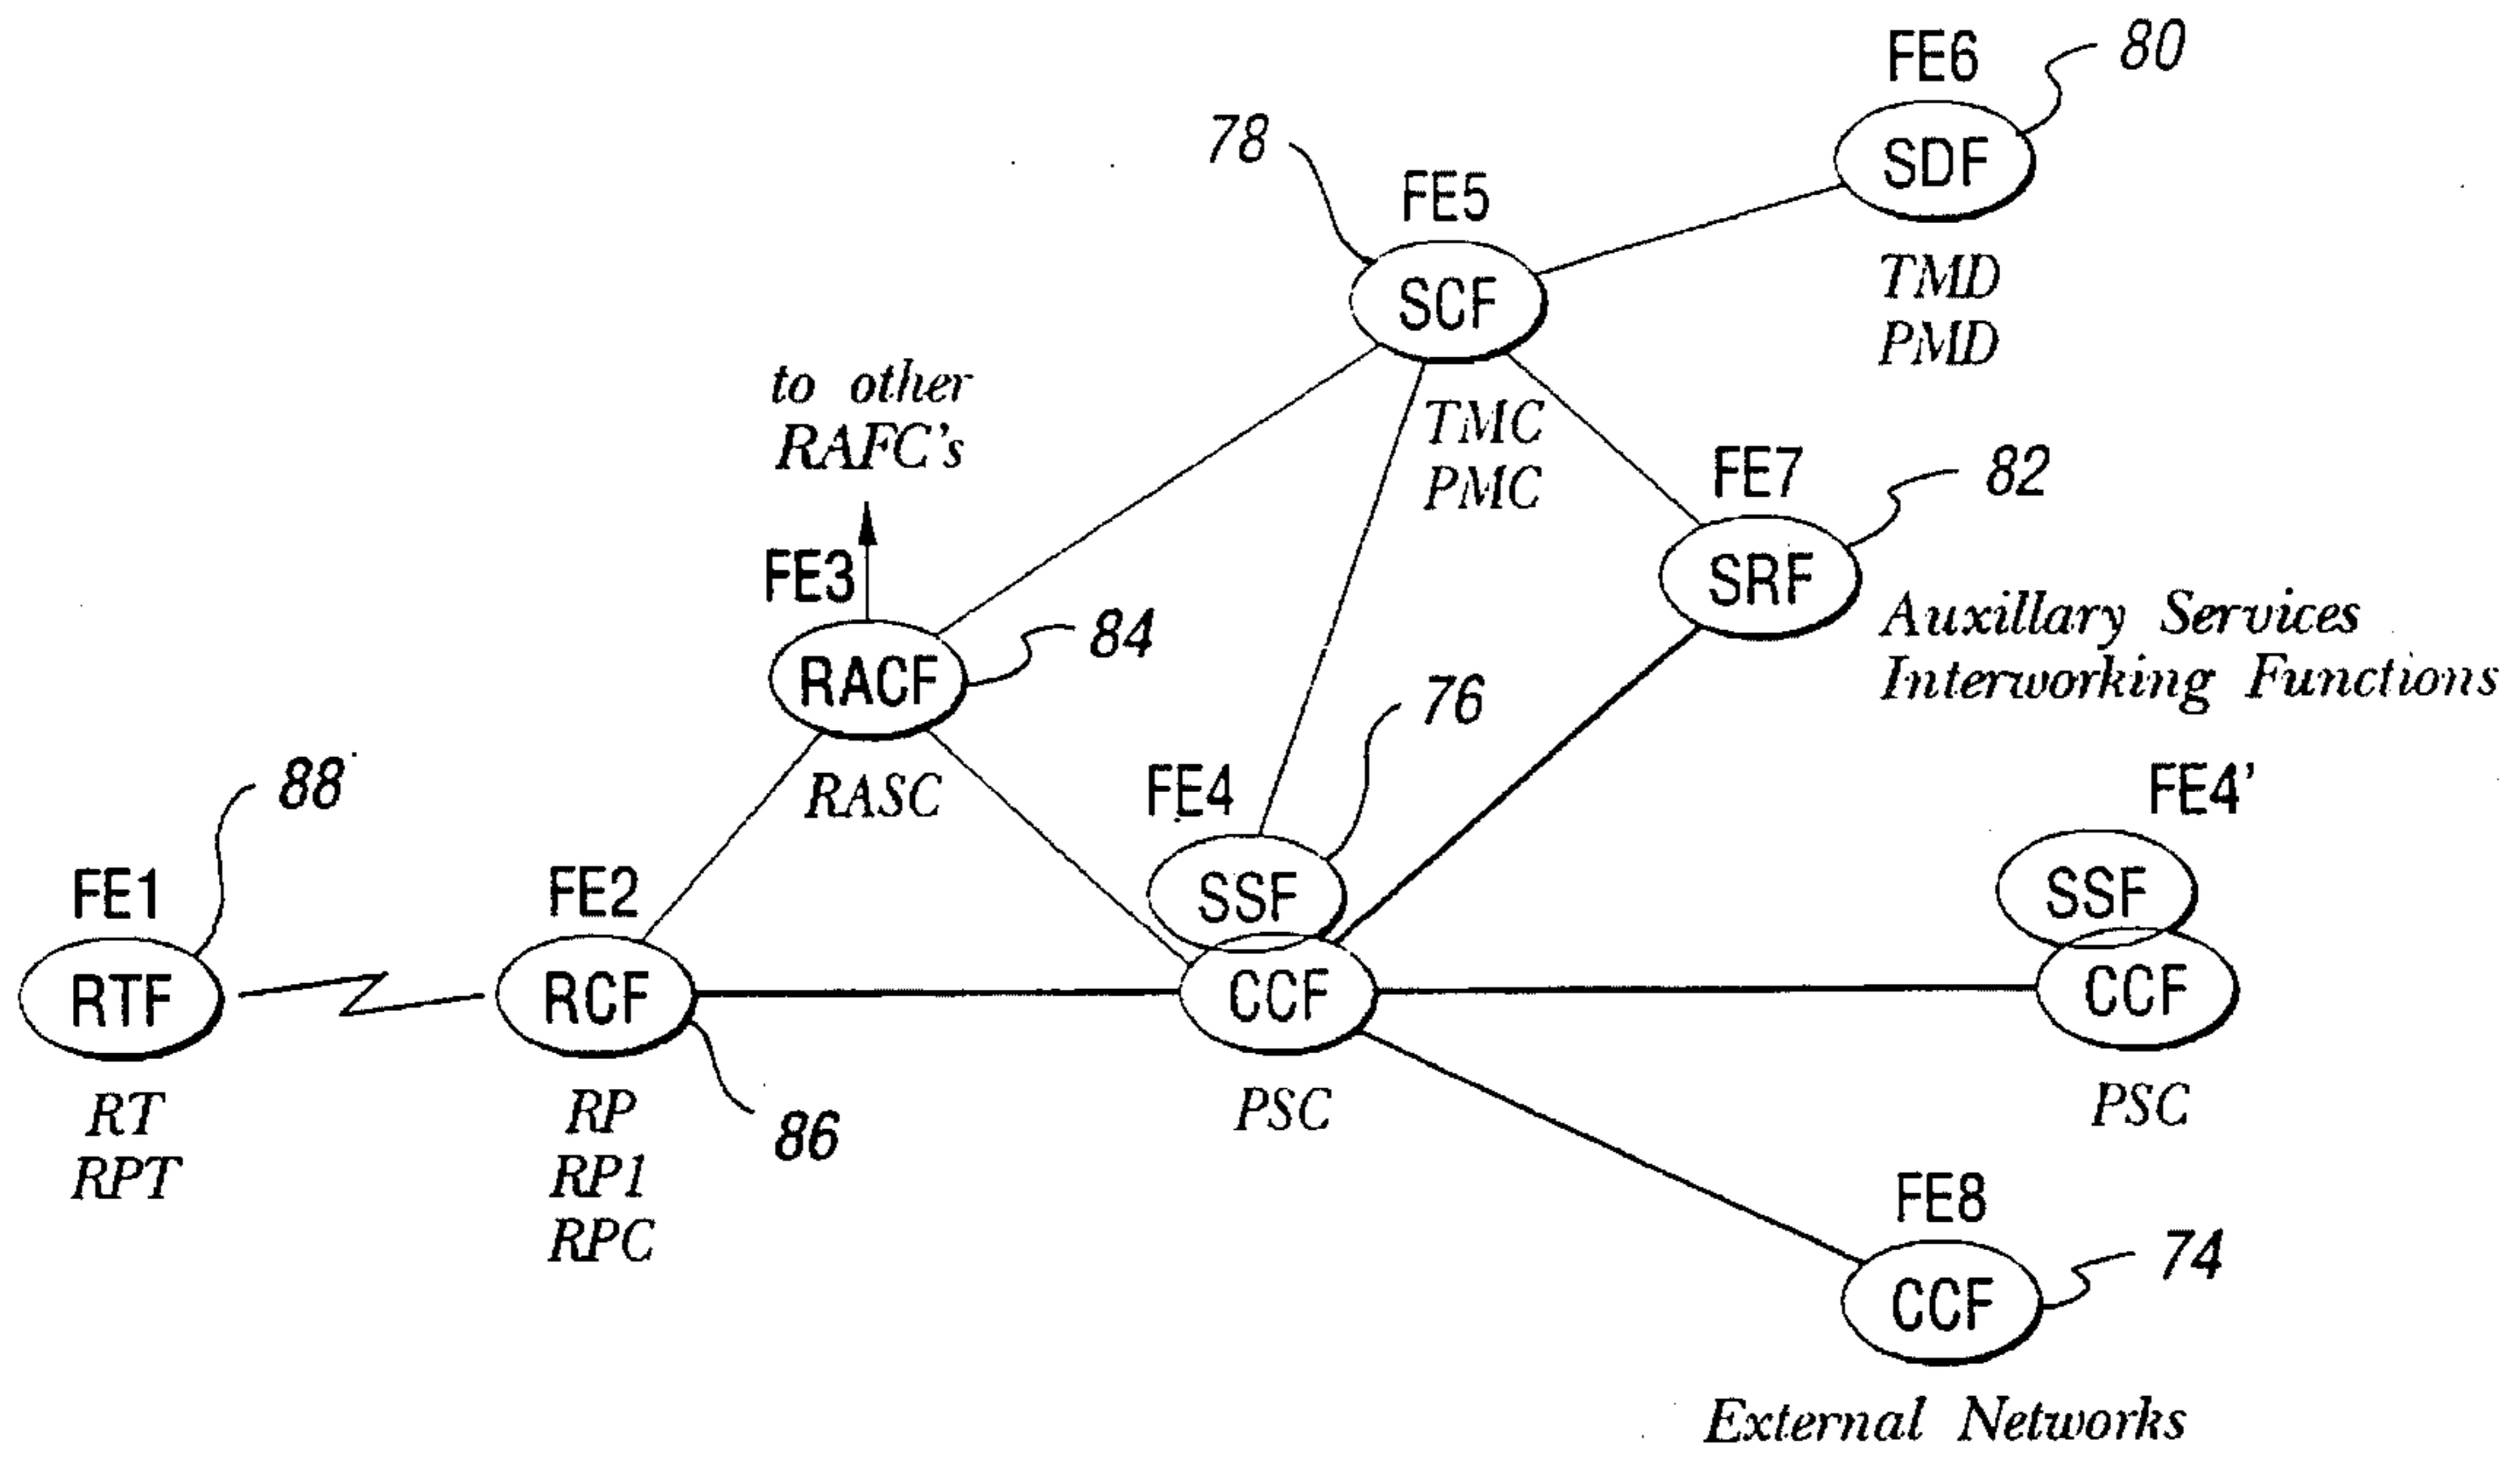 FE6
80
SDF
TMD
PMD
78
FE5
SCF
TMC
PMC
FE7
82
SRF
Auxillary Services
Interworking Functions
to other
RAFC's
FE3
RACF
84
RASC
FE4
76
SSF
CCF
PSC
FE4'
SSF
CCF
PSC
88
FE1
RTF
RT
RPT
FE2
RCF
86
RP
RP1
RPC
FE8
74
CCF
External Networks